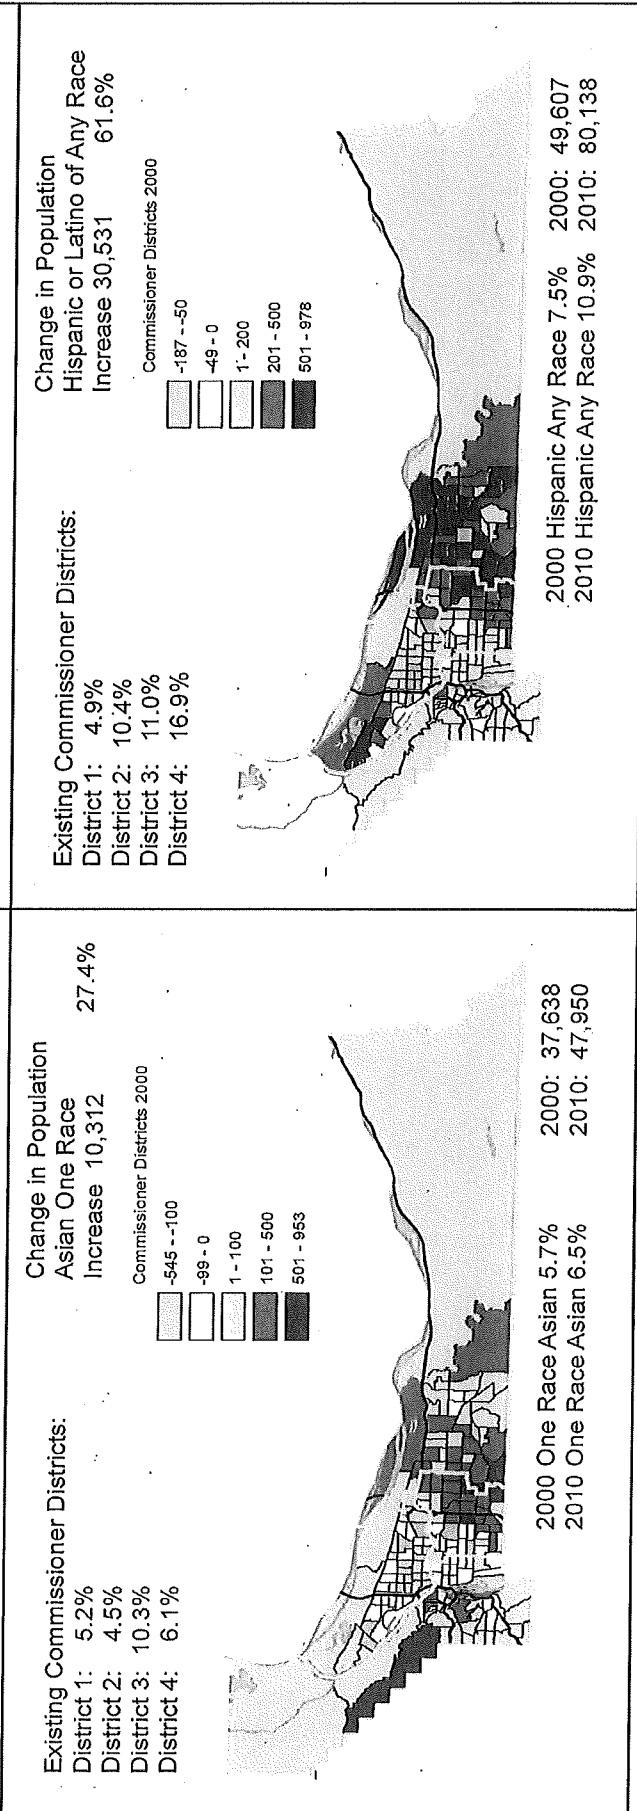 Existing Commissioner Districts:
District 1: 5.2%
District 2: 4.5%
District 3: 10.3%
District 4: 6.1%
Change in Population
Asian One Race
Increase 10,312 27.4%
Commissioner Districts 2000
-545 - -100
-99 - 0
1 - 100
101 - 500
501 - 953
2000 One Race Asian 5.7% 2000: 37,638
2010 One Race Asian 6.5% 2010: 47,950
Existing Commissioner Districts:
District 1: 4.9%
District 2: 10.4%
District 3: 11.0%
District 4: 16.9%
Change in Population
Hispanic or Latino of Any Race
Increase 30,531 61.6%
Commissioner Districts 2000
-187 - -50
-49 - 0
1 - 200
201 - 500
501 - 978
2000 Hispanic Any Race 7.5% 2000: 49,607
2010 Hispanic Any Race 10.9% 2010: 80,138